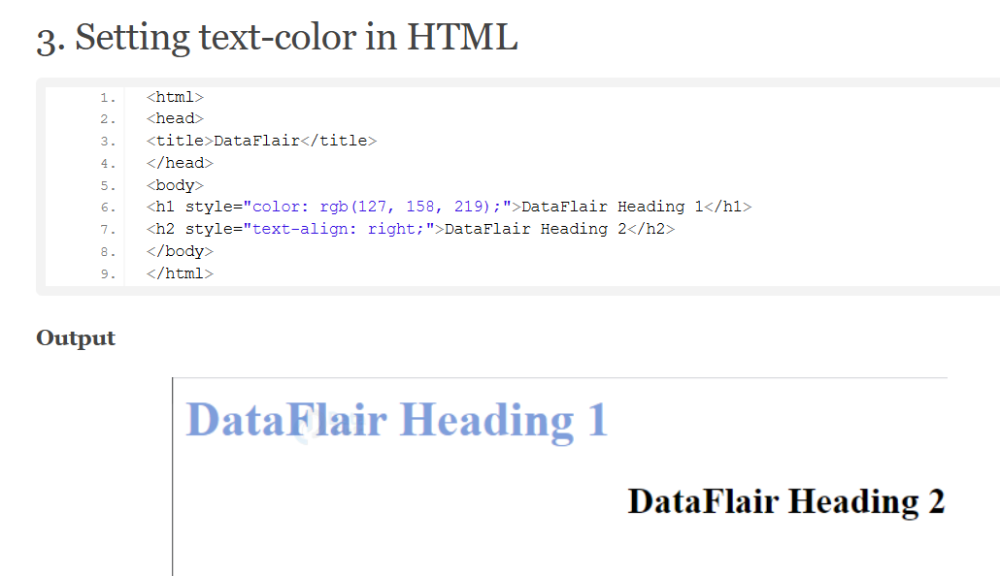 3. Setting text-color in HTML
1. <html>
2. <head>
3. <title>DataFlair</title>
4. </head>
5. <body>
6. <h1 style="color: rgb(127, 158, 219);">DataFlair Heading 1</h1>
7. <h2 style="text-align: right;">DataFlair Heading 2</h2>
8. </body>
9. </html>
Output
DataFlair Heading 1
DataFlair Heading 2